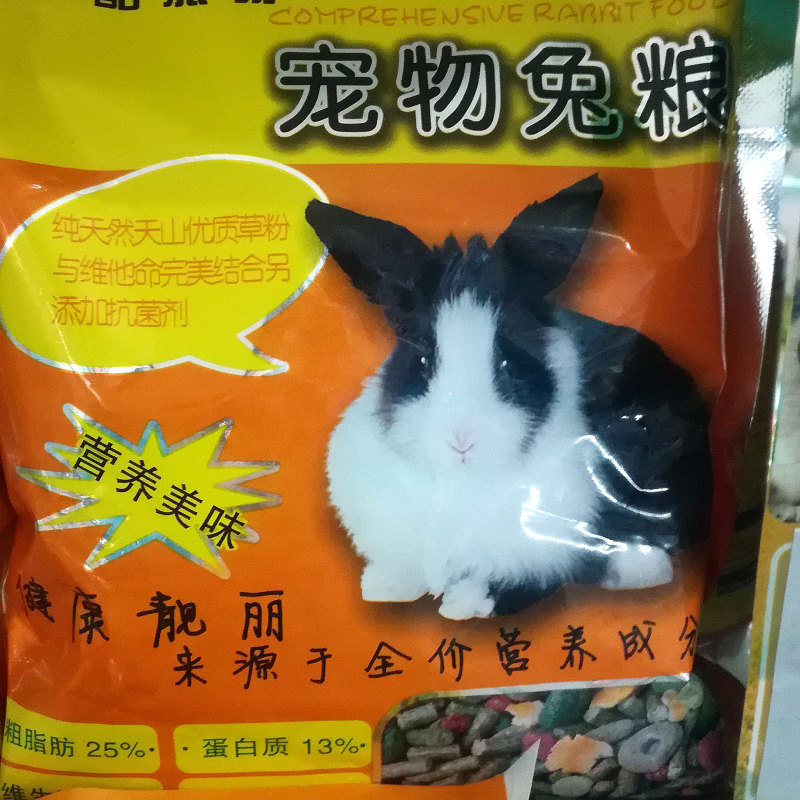 COMPREHENSIVE RABBIT FOOD
宠物兔粮
纯天然天山优质草粉
与维他命完美结合另
添加抗菌剂
营养美味
健康靓丽
来源于全价营养成分
粗脂肪 25%·
· 蛋白质 13%·